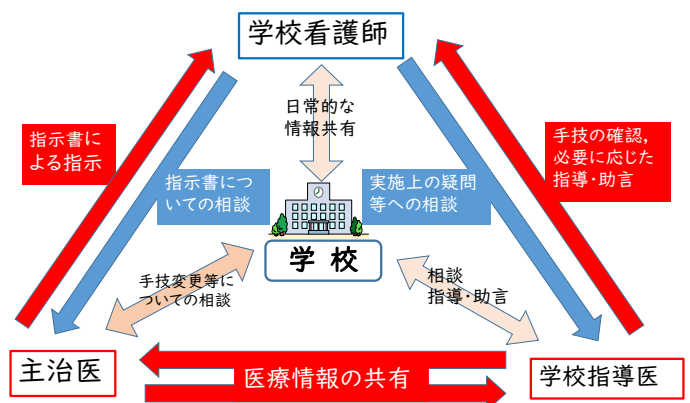 学校看護師
日常的な
情報共有
指示書に
よる指示
手技の確認,
必要に応じた
指導・助言
指示書につ
いての相談
実施上の疑問
等への相談
学校
手技変更等に
ついての相談
相談
指導・助言
主治医
医療情報の共有
学校指導医